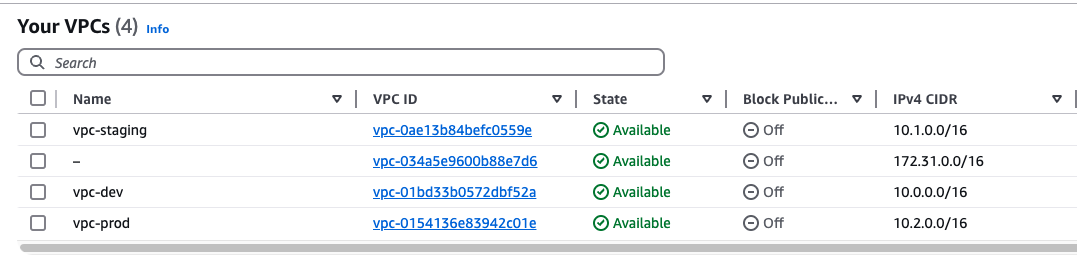 Your VPCs (4) Info
Search
Name VPC ID State Block Public... IPv4 CIDR
vpc-staging vpc-0ae13b84befc0559e Available Off 10.1.0.0/16
– vpc-034a5e9600b88e7d6 Available Off 172.31.0.0/16
vpc-dev vpc-01bd33b0572dbf52a Available Off 10.0.0.0/16
vpc-prod vpc-0154136e83942c01e Available Off 10.2.0.0/16